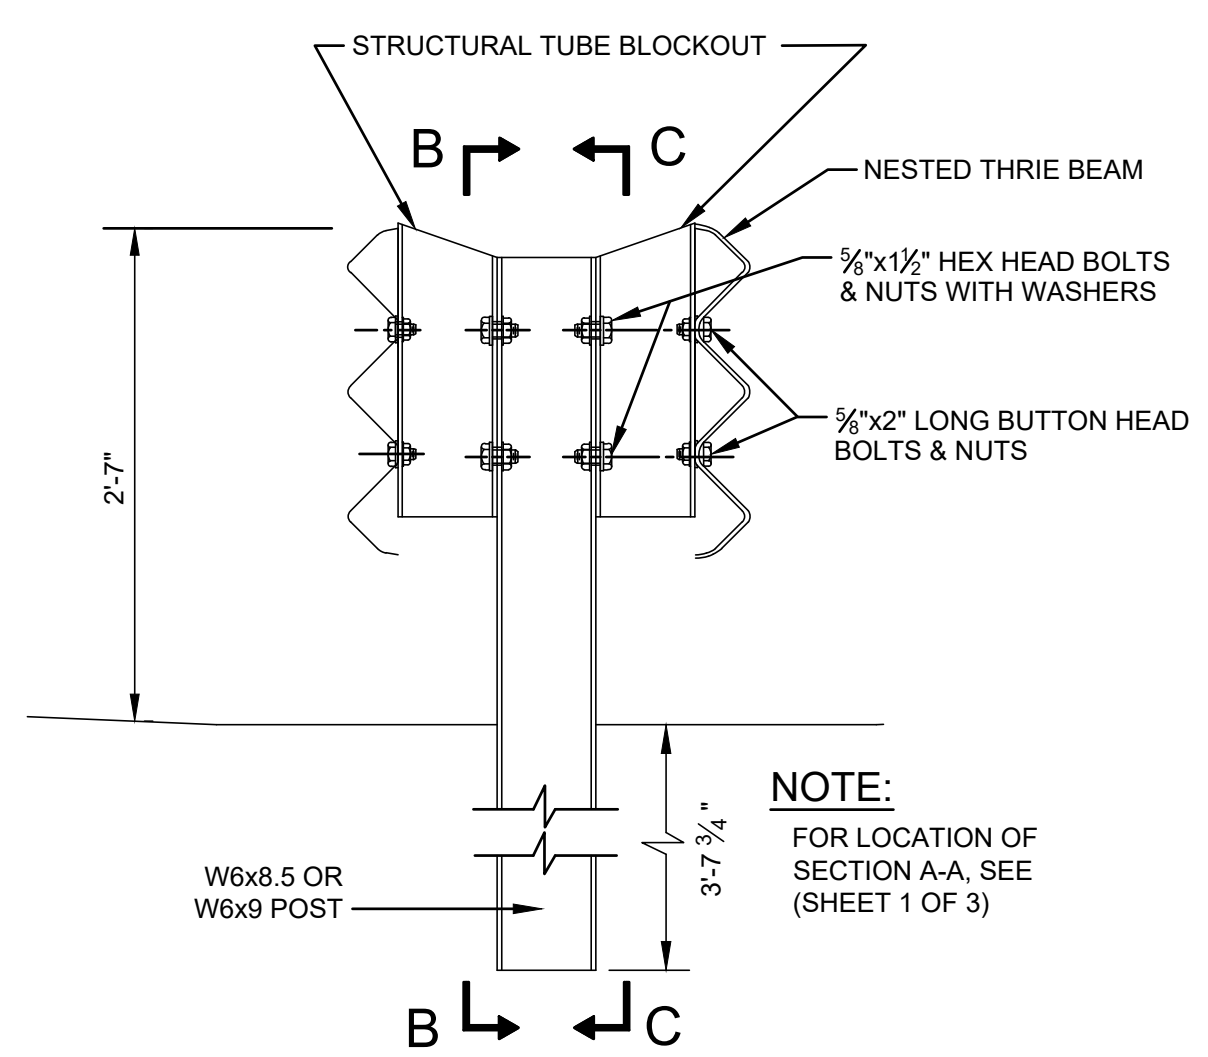 STRUCTURAL TUBE BLOCKOUT
B
C
NESTED THRIE BEAM
5/8"x1 1/2" HEX HEAD BOLTS
& NUTS WITH WASHERS
5/8"x2" LONG BUTTON HEAD
BOLTS & NUTS
2'-7"
NOTE:
FOR LOCATION OF
SECTION A-A, SEE
(SHEET 1 OF 3)
3'-7 3/4"
W6x8.5 OR
W6x9 POST
B
C